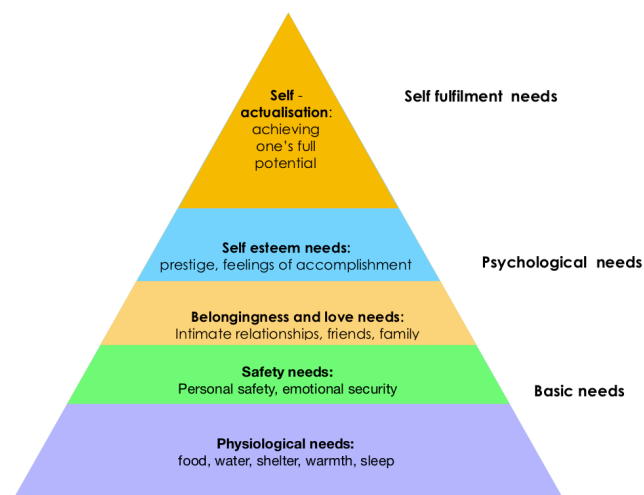 Self -
actualisation:
achieving
one's full
potential
Self fulfilment needs
Self esteem needs:
prestige, feelings of accomplishment
Psychological needs
Belongingness and love needs:
Intimate relationships, friends, family
Safety needs:
Personal safety, emotional security
Basic needs
Physiological needs:
food, water, shelter, warmth, sleep